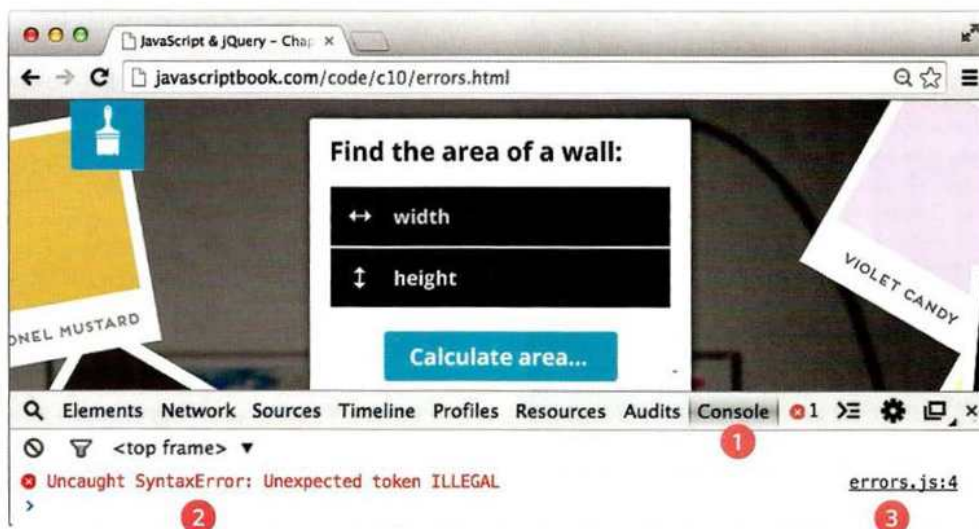 JavaScript & jQuery - Chap
javascriptbook.com/code/c10/errors.html
Find the area of a wall:
width
height
Calculate area...
ONEL MUSTARD
VIOLET CANDY
Elements Network Sources Timeline Profiles Resources Audits Console 1
1
<top frame> ▼
Uncaught SyntaxError: Unexpected token ILLEGAL errors.js:4
2 3